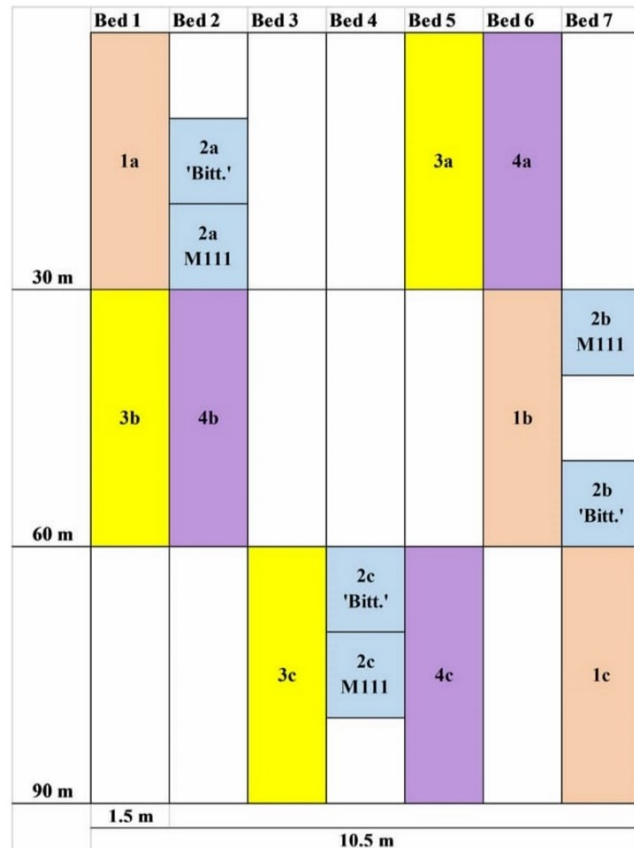 Bed 1 Bed 2 Bed 3 Bed 4 Bed 5 Bed 6 Bed 7
1a
2a
'Bitt.'
2a
M111
3a
4a
30 m
3b
4b
1b
2b
M111
2b
'Bitt.'
60 m
3c
2c
'Bitt.'
2c
M111
4c
1c
90 m
1.5 m
10.5 m